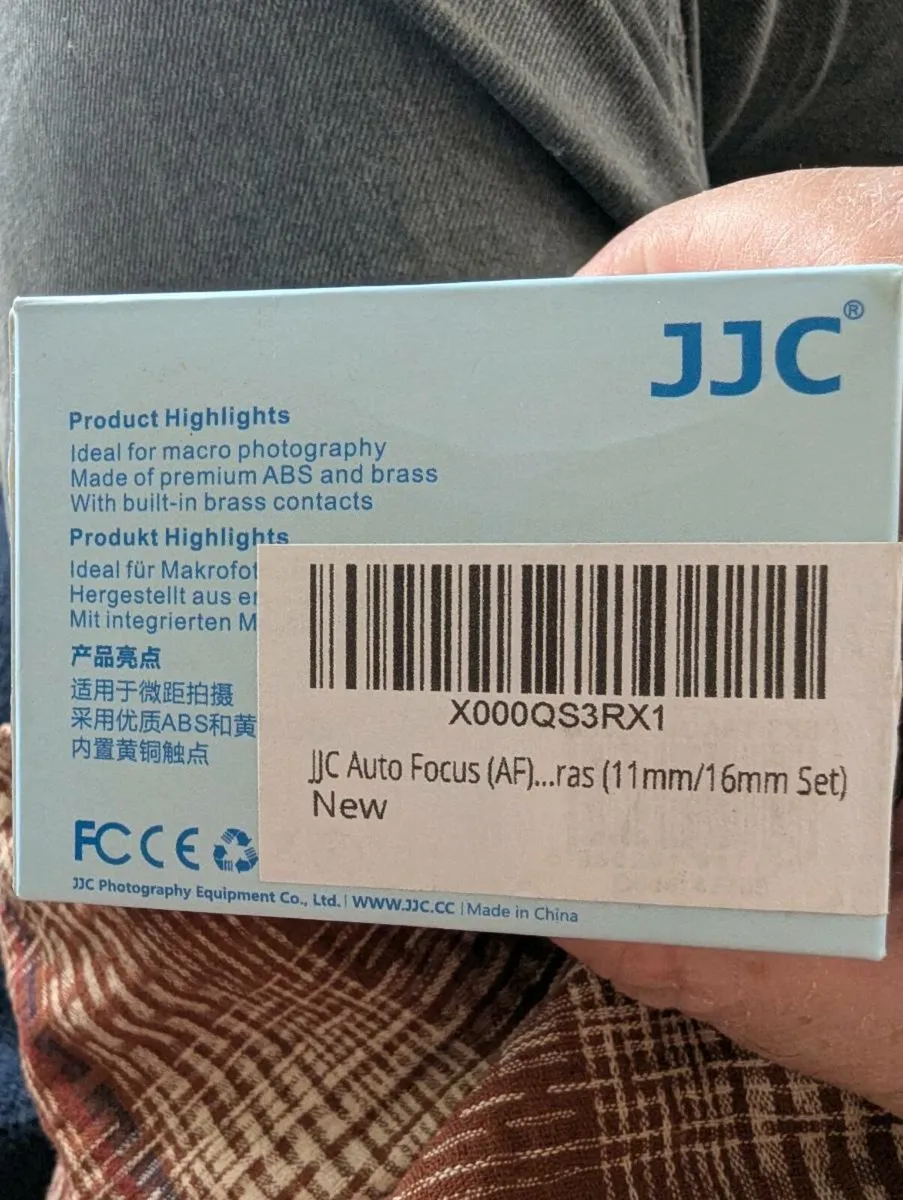 JJC®
Product Highlights
Ideal for macro photography
Made of premium ABS and brass
With built-in brass contacts
Produkt Highlights
Ideal für Makrofot
Hergestellt aus
Mit integrierten M
产品亮点
适用于微距拍摄
采用优质ABS和黄
内置黄铜触点
X000QS3RX1
JJC Auto Focus (AF)...ras (11mm/16mm Set)
New
FC CE
JJC Photography Equipment Co., Ltd. | WWW.JJC.CC | Made in China